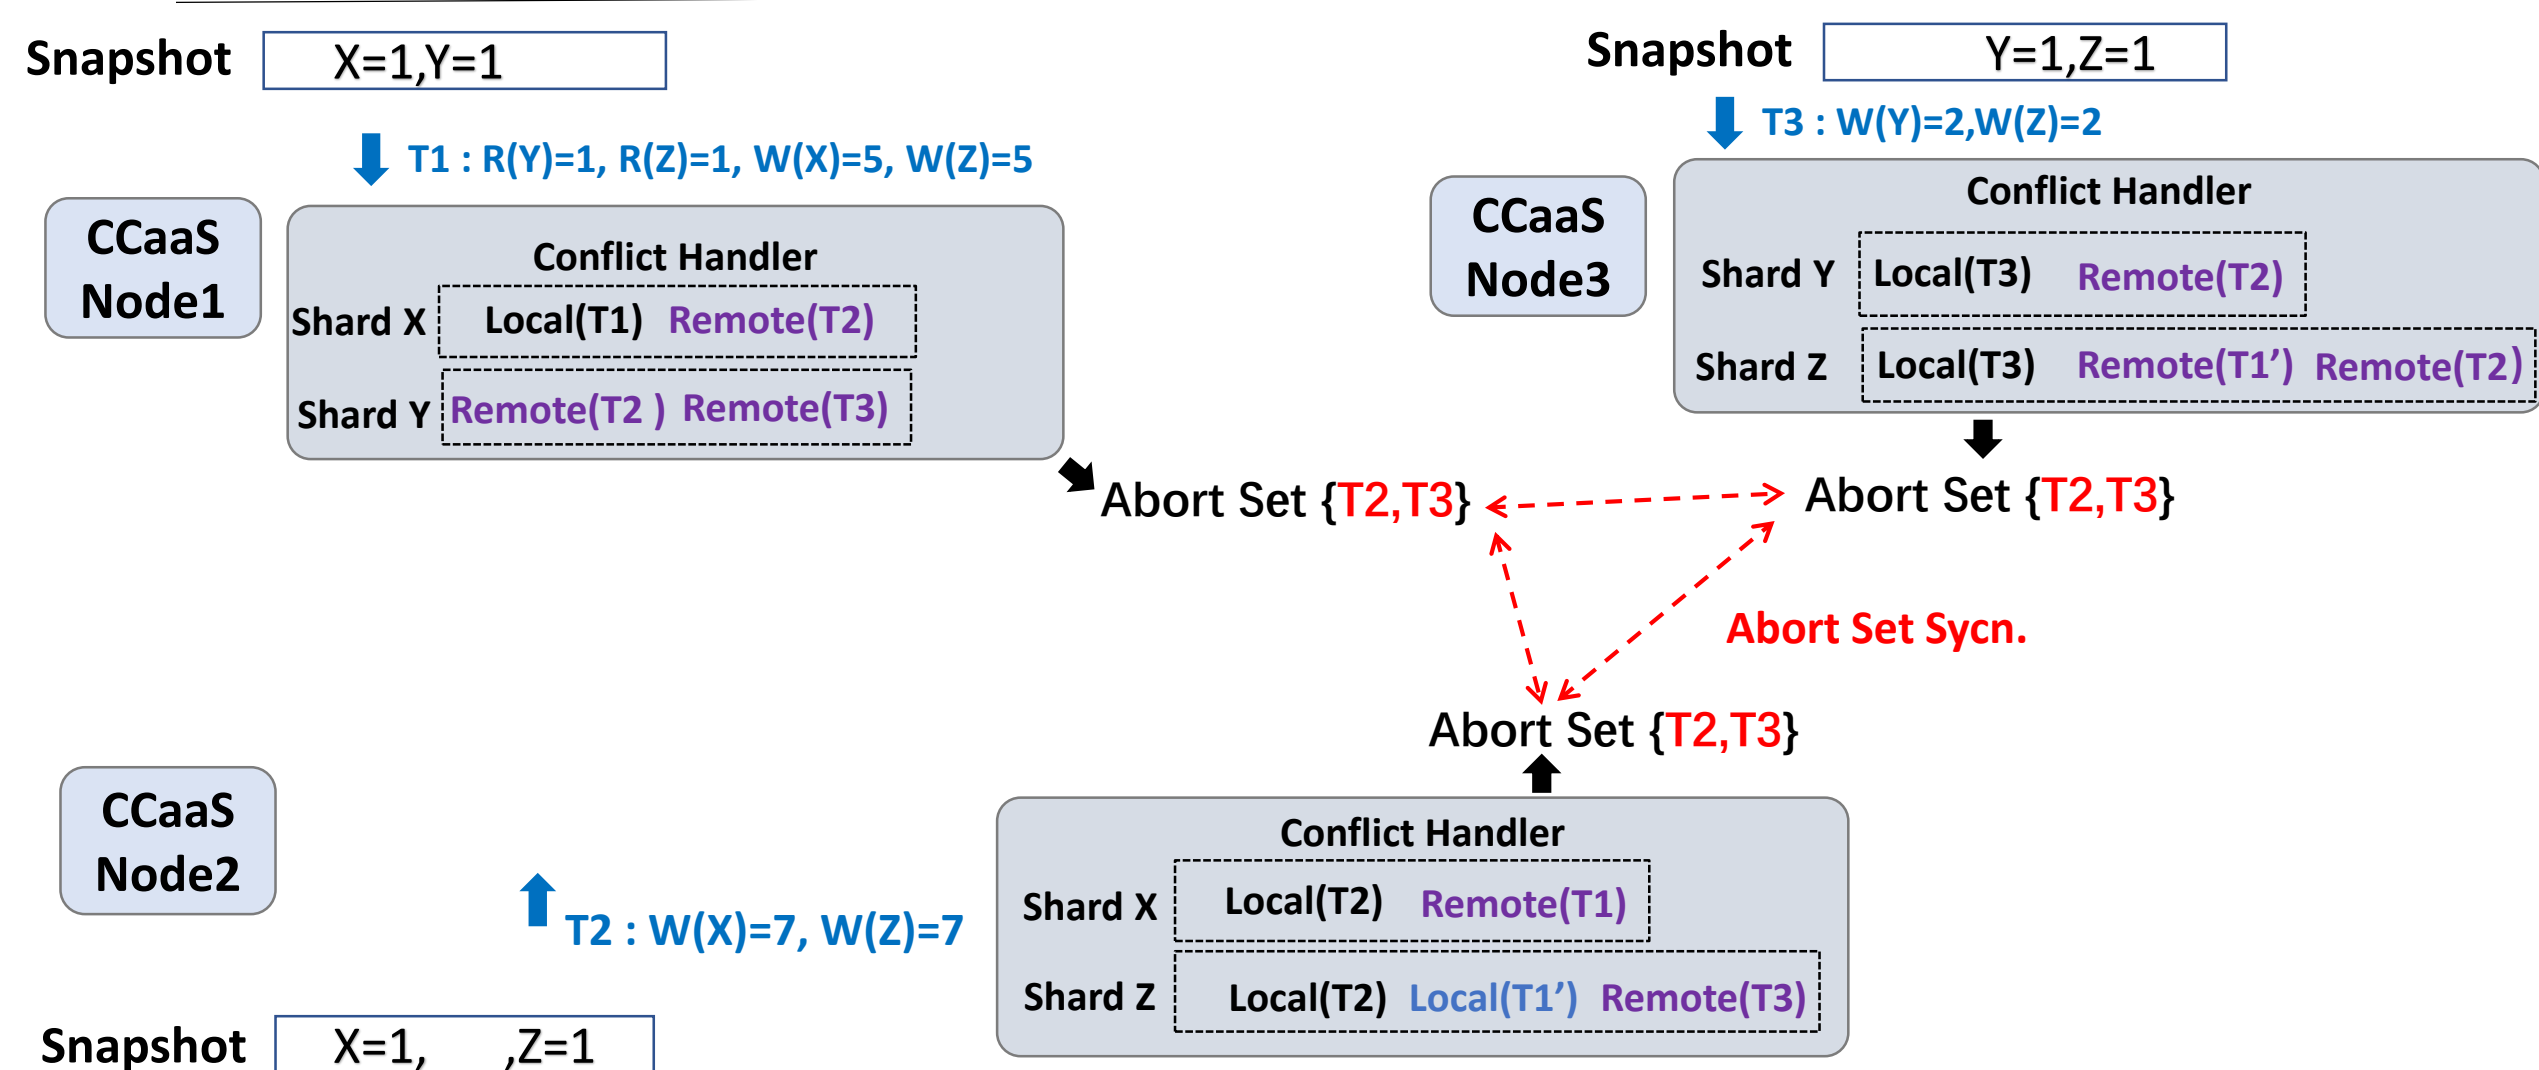 Snapshot X=1,Y=1
T1 : R(Y)=1, R(Z)=1, W(X)=5, W(Z)=5
CCaaS
Node1
Conflict Handler
Shard X Local(T1) Remote(T2)
Shard Y Remote(T2 ) Remote(T3)
Abort Set {T2,T3}
Snapshot Y=1,Z=1
T3 : W(Y)=2,W(Z)=2
CCaaS
Node3
Conflict Handler
Shard Y Local(T3) Remote(T2)
Shard Z Local(T3) Remote(T1’) Remote(T2)
Abort Set {T2,T3}
Abort Set Sycn.
Abort Set {T2,T3}
CCaaS
Node2
T2 : W(X)=7, W(Z)=7
Conflict Handler
Shard X Local(T2) Remote(T1)
Shard Z Local(T2) Local(T1’) Remote(T3)
Snapshot X=1, ,Z=1